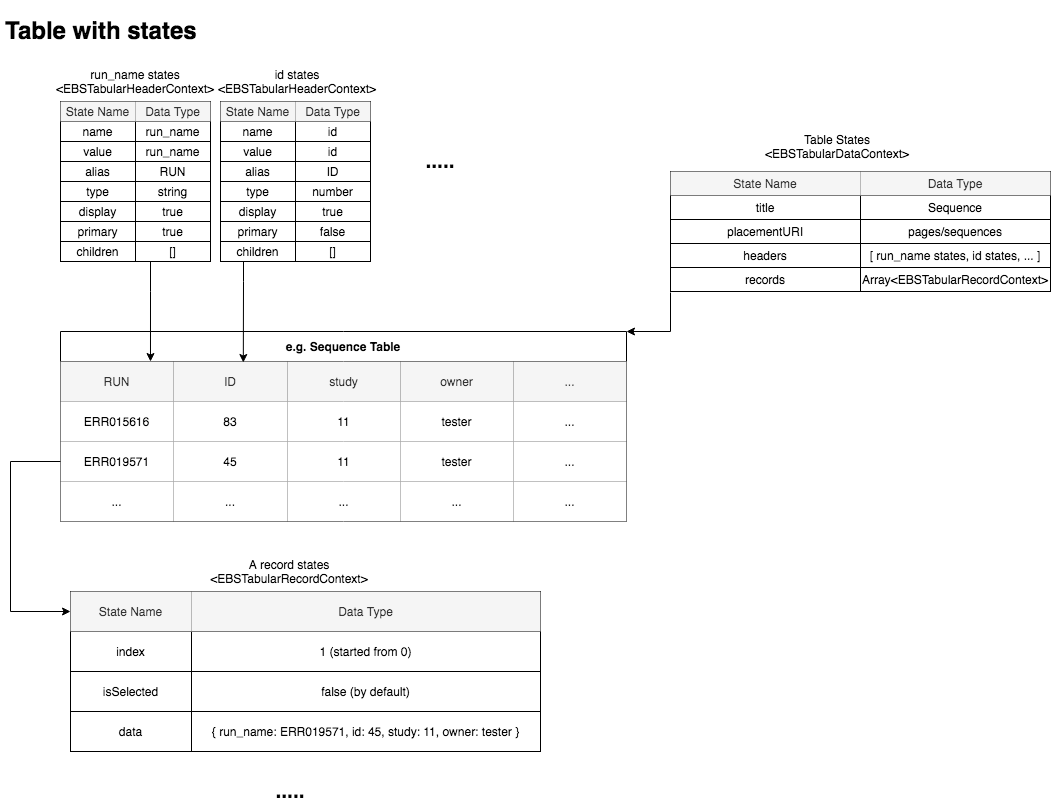 Table with states
run_name states
<EBSTabularHeaderContext>
State Name Data Type
name run_name
value run_name
alias RUN
type string
display true
primary true
children []
id states
<EBSTabularHeaderContext>
State Name Data Type
name id
value id
alias ID
type number
display true
primary false
children []
.....
Table States
<EBSTabularDataContext>
State Name Data Type
title Sequence
placementURI pages/sequences
headers [ run_name states, id states, ... ]
records Array<EBSTabularRecordContext>
e.g. Sequence Table
RUN ID study owner ...
ERR015616 83 11 tester ...
ERR019571 45 11 tester ...
... ... ... ... ...
A record states
<EBSTabularRecordContext>
State Name Data Type
index 1 (started from 0)
isSelected false (by default)
data { run_name: ERR019571, id: 45, study: 11, owner: tester }
.....